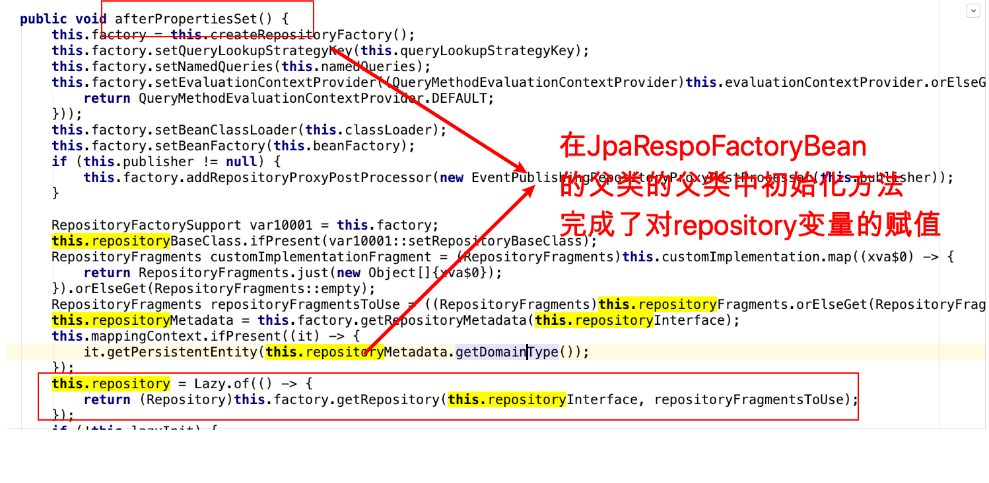 public void afterPropertiesSet() {
this.factory = this.createRepositoryFactory();
this.factory.setQueryLookupStrategyKey(this.queryLookupStrategyKey);
this.factory.setNamedQueries(this.namedQueries);
this.factory.setEvaluationContextProvider((QueryMethodEvaluationContextProvider)this.evaluationContextProvider.orElseG
return QueryMethodEvaluationContextProvider.DEFAULT;
}));
this.factory.setBeanClassLoader(this.classLoader);
this.factory.setBeanFactory(this.beanFactory);
if (this.publisher != null) {
this.factory.addRepositoryProxyPostProcessor(new EventPublishingRepositoryProxyPostProcessor(this.publisher));
}
在JpaRespoFactoryBean
的父类的父类中初始化方法
完成了对repository变量的赋值
RepositoryFactorySupport var10001 = this.factory;
this.repositoryBaseClass.ifPresent(var10001::setRepositoryBaseClass);
RepositoryFragments customImplementationFragment = (RepositoryFragments)this.customImplementation.map((xva$0) -> {
return RepositoryFragments.just(new Object[]{xva$0});
}).orElseGet(RepositoryFragments::empty);
RepositoryFragments repositoryFragmentsToUse = ((RepositoryFragments)this.repositoryFragments.orElseGet(RepositoryFrag
this.repositoryMetadata = this.factory.getRepositoryMetadata(this.repositoryInterface);
this.mappingContext.ifPresent((it) -> {
it.getPersistentEntity(this.repositoryMetadata.getDomainType());
});
this.repository = Lazy.of(() -> {
return (Repository)this.factory.getRepository(this.repositoryInterface, repositoryFragmentsToUse);
});
if (!this.lazyInit) {